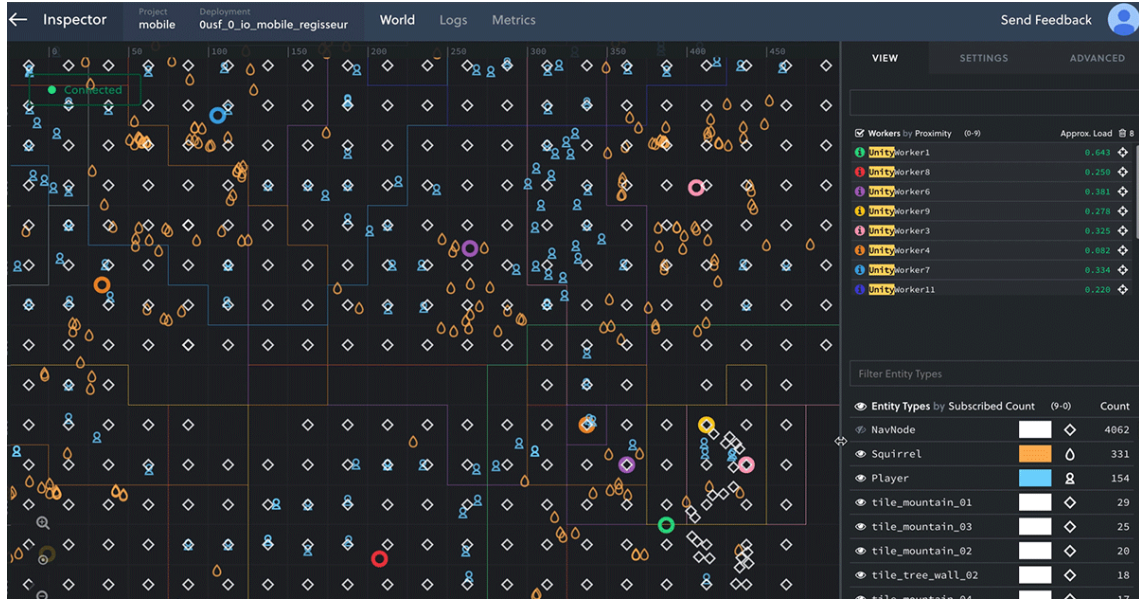 Inspector
Project
mobile
Deployment
0usf_0_io_mobile_regisseur
World
Logs
Metrics
Send Feedback
0 50 100 150 200 250 300 350 400 450
Connected
VIEW SETTINGS ADVANCED
Workers by Proximity (0-9) Approx. Load 8
UnityWorker1 0.643
UnityWorker8 0.250
UnityWorker6 0.381
UnityWorker9 0.278
UnityWorker3 0.325
UnityWorker4 0.082
UnityWorker7 0.334
UnityWorker11 0.220
Filter Entity Types
Entity Types by Subscribed Count (9-0) Count
NavNode 4062
Squirrel 331
Player 154
tile_mountain_01 29
tile_mountain_03 25
tile_mountain_02 20
tile_tree_wall_02 18
tile_mountain_04 17